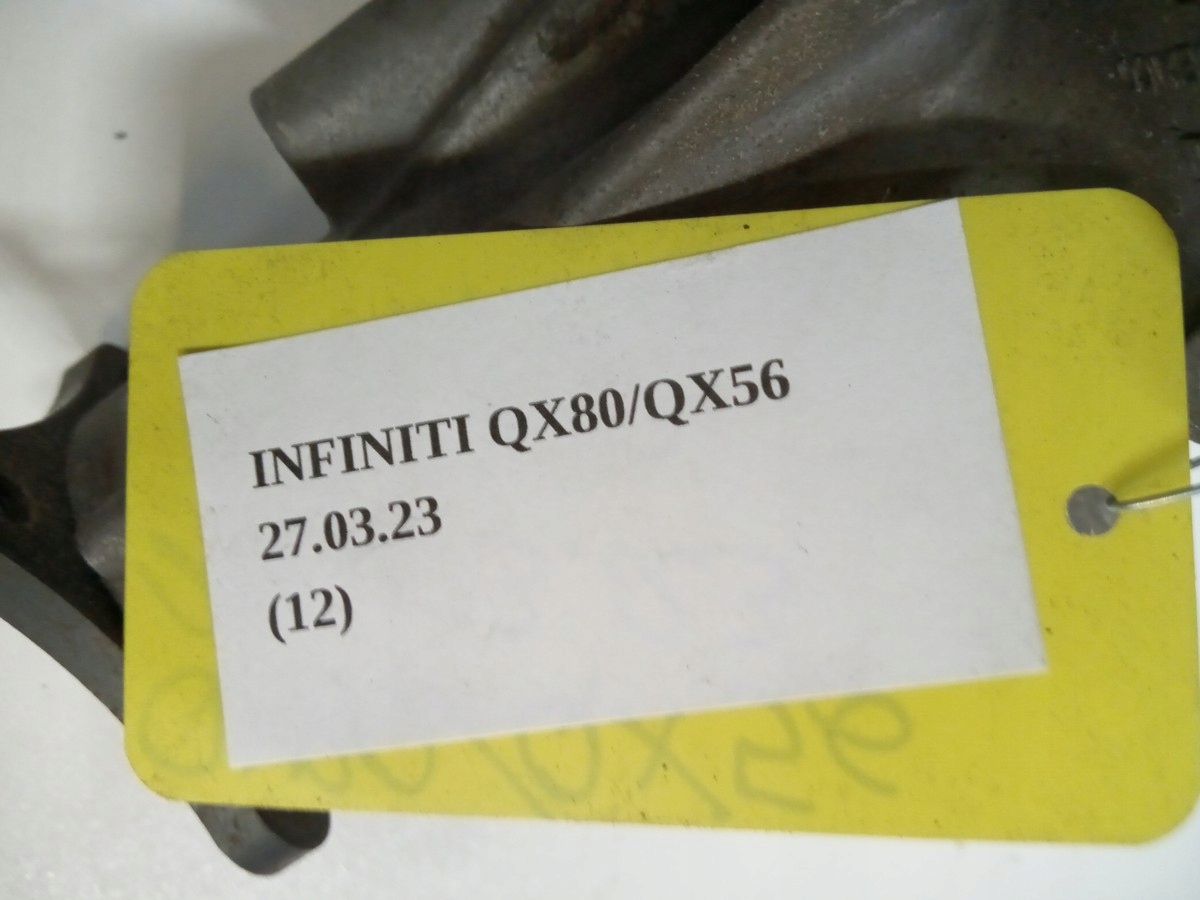 INFINITI QX80/QX56
27.03.23
(12)